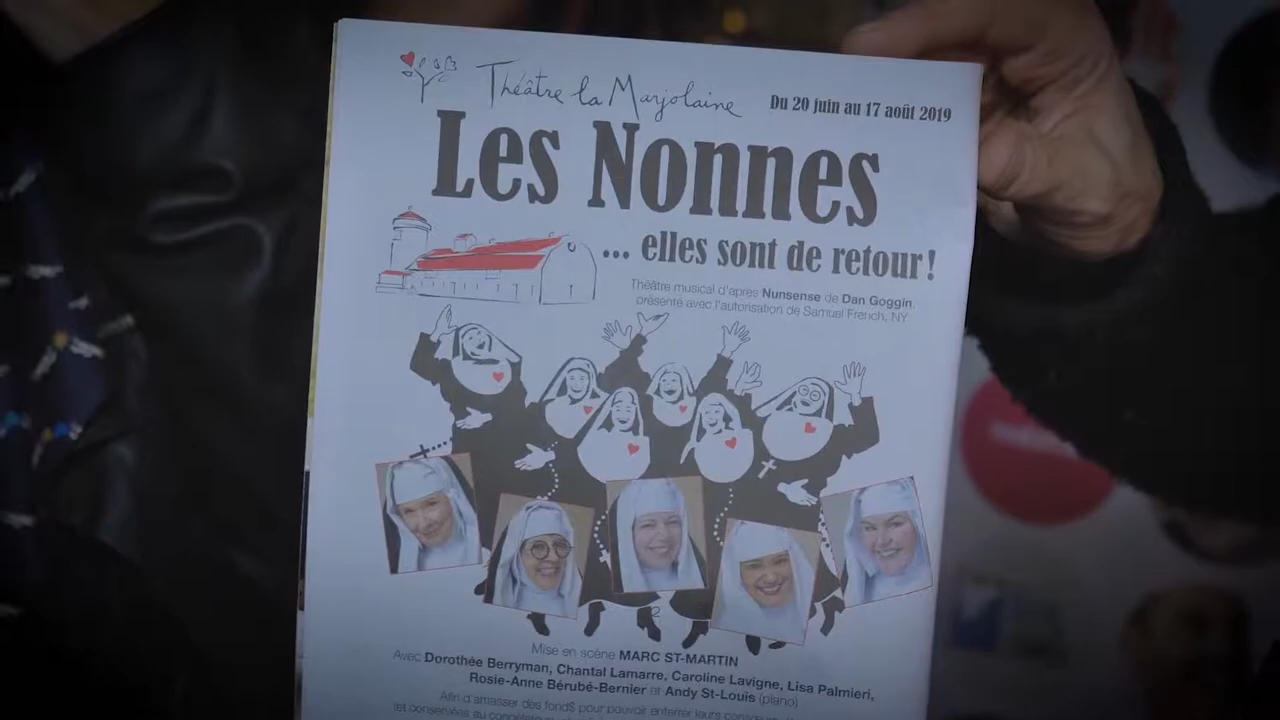 Théâtre la Marjolaine
Du 20 juin au 17 août 2019
Les Nonnes
... elles sont de retour!
Théâtre musical d'après Nunsense de Dan Goggin,
présenté avec l'autorisation de Samuel French, NY
Mise en scène MARC ST-MARTIN
Avec Dorothée Berryman, Chantal Lamarre, Caroline Lavigne, Lisa Palmieri,
Rosie-Anne Bérubé-Bernier et Andy St-Louis (piano)
Afin d'amasser des fond$ pour pouvoir enterrer leurs
(et conservées au